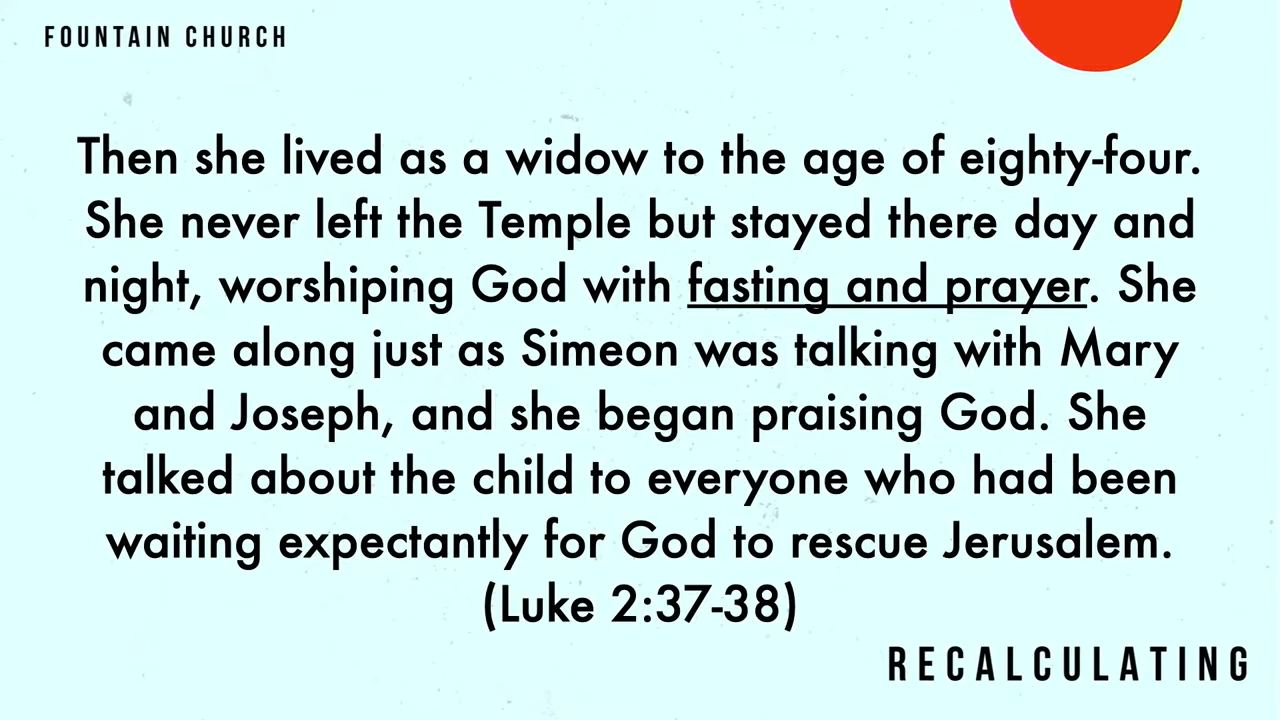 FOUNTAIN CHURCH
Then she lived as a widow to the age of eighty-four.
She never left the Temple but stayed there day and
night, worshiping God with fasting and prayer. She
came along just as Simeon was talking with Mary
and Joseph, and she began praising God. She
talked about the child to everyone who had been
waiting expectantly for God to rescue Jerusalem.
(Luke 2:37-38)
RECALCULATING